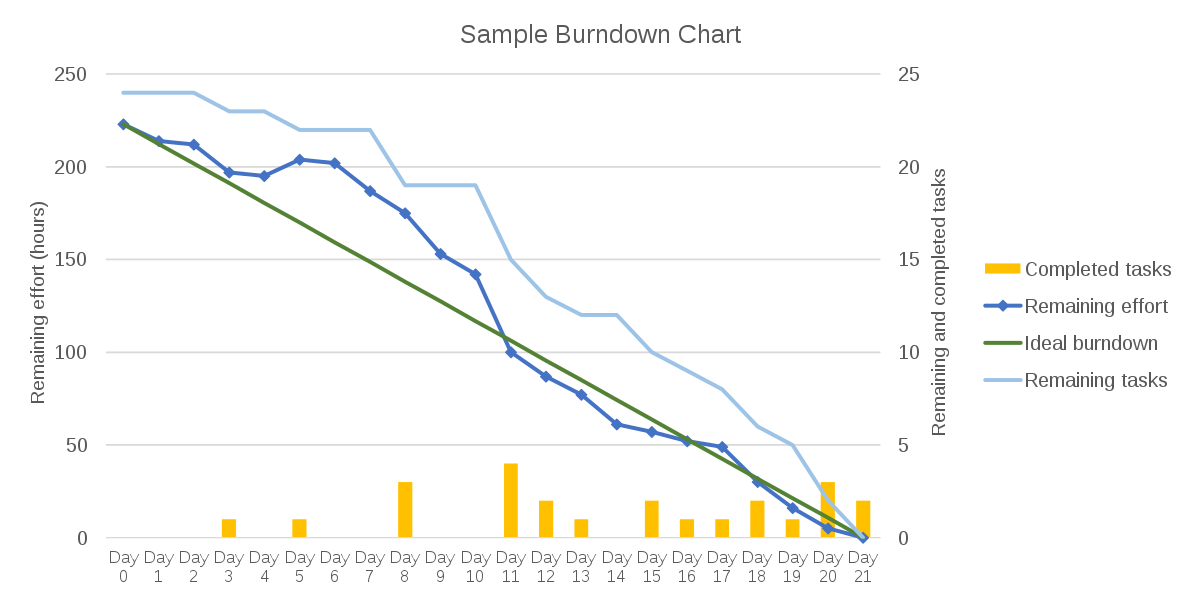 Sample Burndown Chart
250
200
150
100
50
0
Remaining effort (hours)
25
20
15
10
5
0
Remaining and completed tasks
Day 0
Day 1
Day 2
Day 3
Day 4
Day 5
Day 6
Day 7
Day 8
Day 9
Day 10
Day 11
Day 12
Day 13
Day 14
Day 15
Day 16
Day 17
Day 18
Day 19
Day 20
Day 21
Completed tasks
Remaining effort
Ideal burndown
Remaining tasks